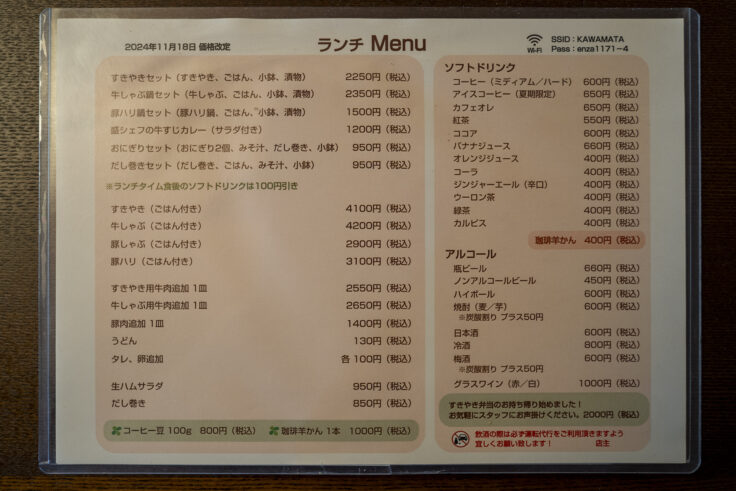 2024年11月18日 価格改定
ランチ Menu
Wi-Fi
SSID：KAWAMATA
Pass：enza1171−4
すきやきセット（すきやき、ごはん、小鉢、漬物） 2250円（税込）
牛しゃぶ鍋セット（牛しゃぶ、ごはん、小鉢、漬物） 2350円（税込）
豚ハリ鍋セット（豚ハリ鍋、ごはん、小鉢、漬物） 1500円（税込）
盛シェフの牛すじカレー（サラダ付き） 1200円（税込）
おにぎりセット（おにぎり2個、みそ汁、だし巻き、小鉢） 950円（税込）
だし巻きセット（だし巻き、ごはん、みそ汁、小鉢） 950円（税込）
※ランチタイム食後のソフトドリンクは100円引き
すきやき（ごはん付き） 4100円（税込）
牛しゃぶ（ごはん付き） 4200円（税込）
豚しゃぶ（ごはん付き） 2900円（税込）
豚ハリ（ごはん付き） 3100円（税込）
すきやき用牛肉追加 1皿 2550円（税込）
牛しゃぶ用牛肉追加 1皿 2650円（税込）
豚肉追加 1皿 1400円（税込）
うどん 130円（税込）
タレ、卵追加 各 100円（税込）
生ハムサラダ 950円（税込）
だし巻き 850円（税込）
コーヒー豆 100g 800円（税込） 珈琲羊かん 1本 1000円（税込）
ソフトドリンク
コーヒー（ミディアム／ハード） 600円（税込）
アイスコーヒー（夏期限定） 650円（税込）
カフェオレ 650円（税込）
紅茶 550円（税込）
ココア 600円（税込）
バナナジュース 660円（税込）
オレンジジュース 400円（税込）
コーラ 400円（税込）
ジンジャーエール（辛口） 400円（税込）
ウーロン茶 400円（税込）
緑茶 400円（税込）
カルピス 400円（税込）
珈琲羊かん 400円（税込）
アルコール
瓶ビール 660円（税込）
ノンアルコールビール 450円（税込）
ハイボール 600円（税込）
焼酎（麦／芋） 600円（税込）
※炭酸割り プラス50円
日本酒 600円（税込）
冷酒 800円（税込）
梅酒 600円（税込）
※炭酸割り プラス50円
グラスワイン（赤／白） 1000円（税込）
すきやき弁当のお持ち帰り始めました！
お気軽にスタッフにお声掛けください。2000円（税込）
飲酒の際は必ず運転代行をご利用頂きますよう
宜しくお願い致します！ 店主